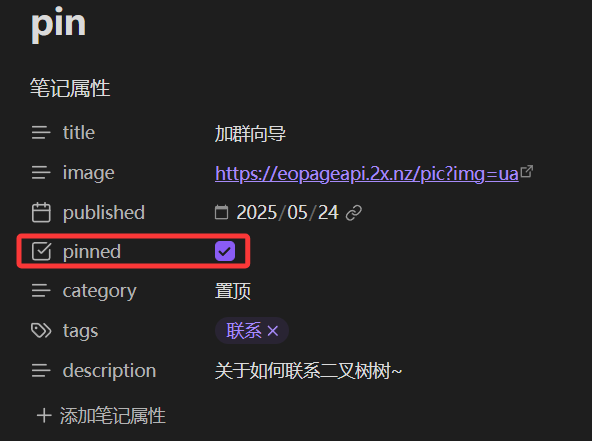 pin
笔记属性
title 加群向导
image https://eopageapi.2x.nz/pic?img=ua
published 2025/05/24
pinned
category 置顶
tags 联系 ×
description 关于如何联系二叉树树~
+ 添加笔记属性